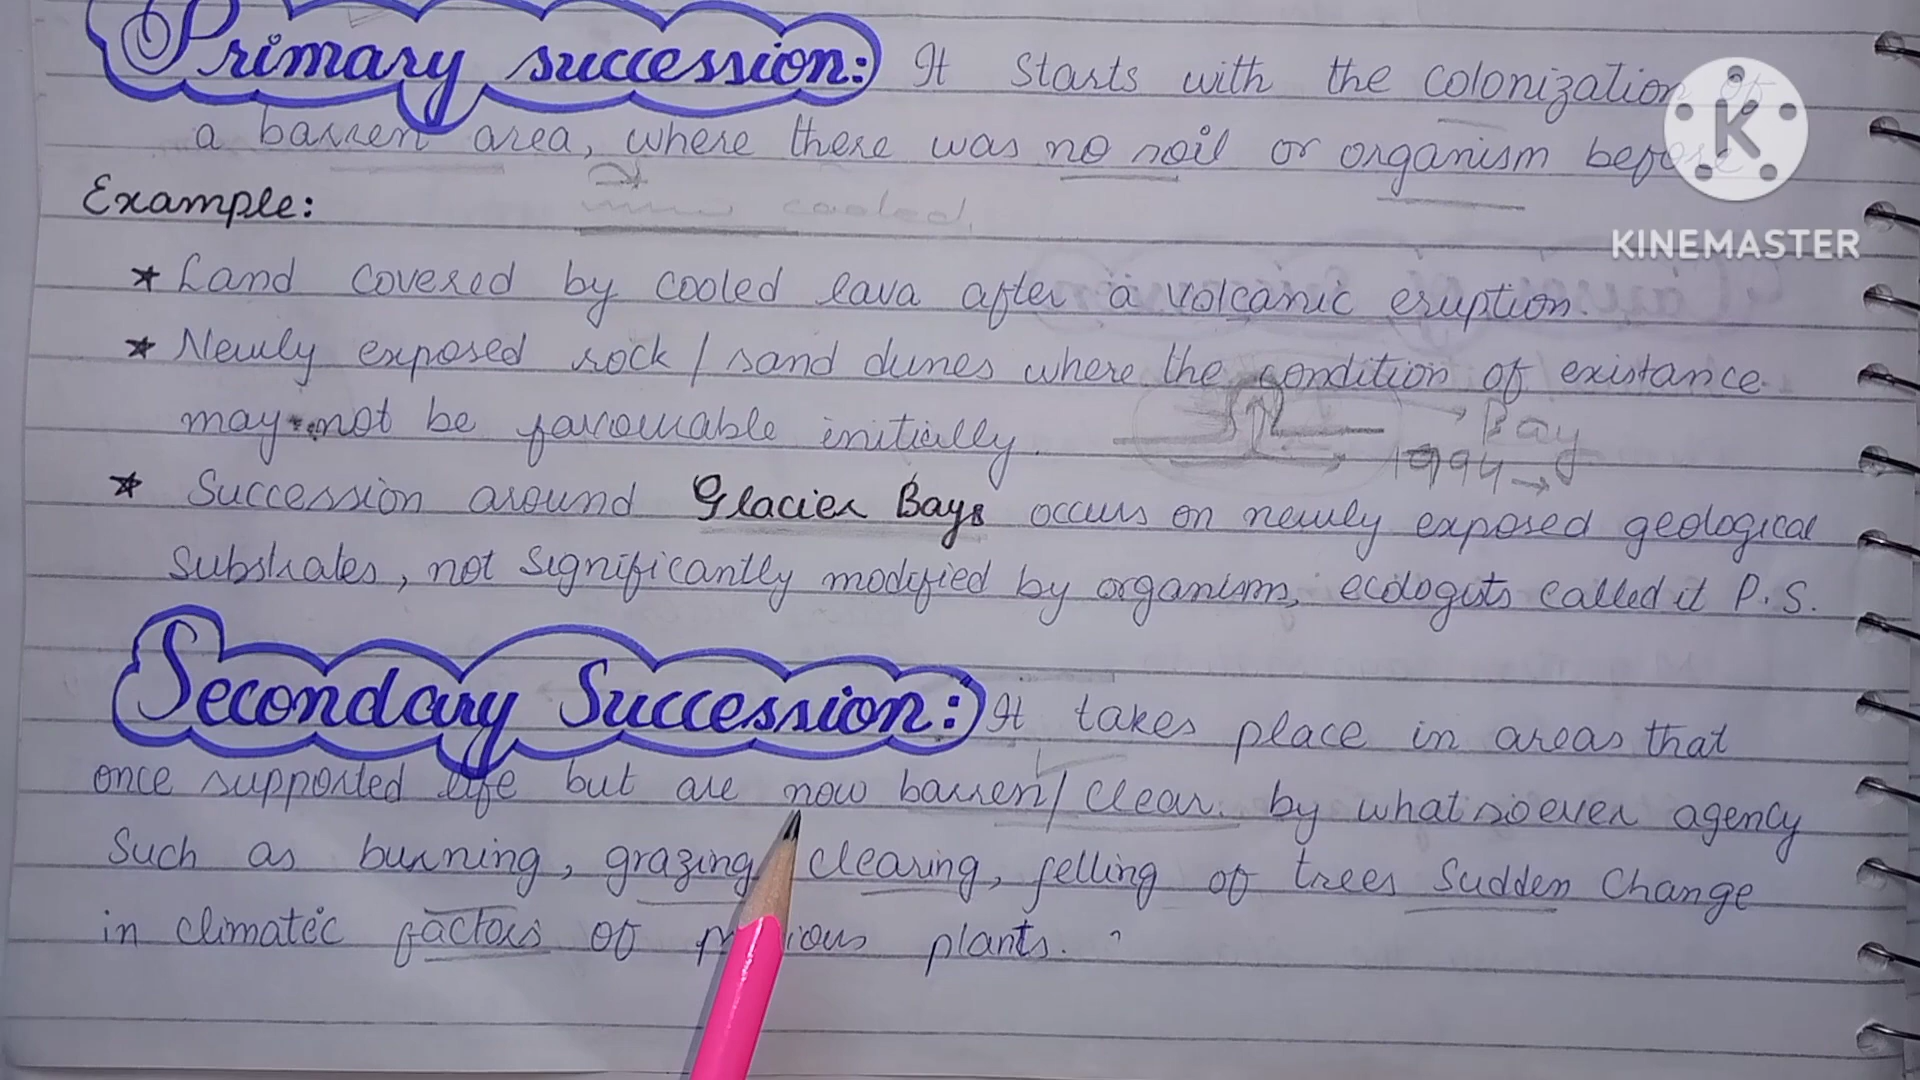 Primary succession: It starts with the colonization of
a barren area, where there was no soil or organism before
KINEMASTER
Example:
cooled.
★ Land covered by cooled lava after a volcanic eruption.
★ Newly exposed rock / sand dunes where the condition of existance
may not be favourable initially.
Bay
1994
★ Succession around Glacier Bays occurs on newly exposed geological
substrates, not significantly modified by organism, ecologists called it P.S.
Secondary Succession: It takes place in areas that
once supported life but are now barren/ clear. by whatsoever agency
Such as burning, grazing clearing, felling of trees sudden change
in climatic factors of plants.